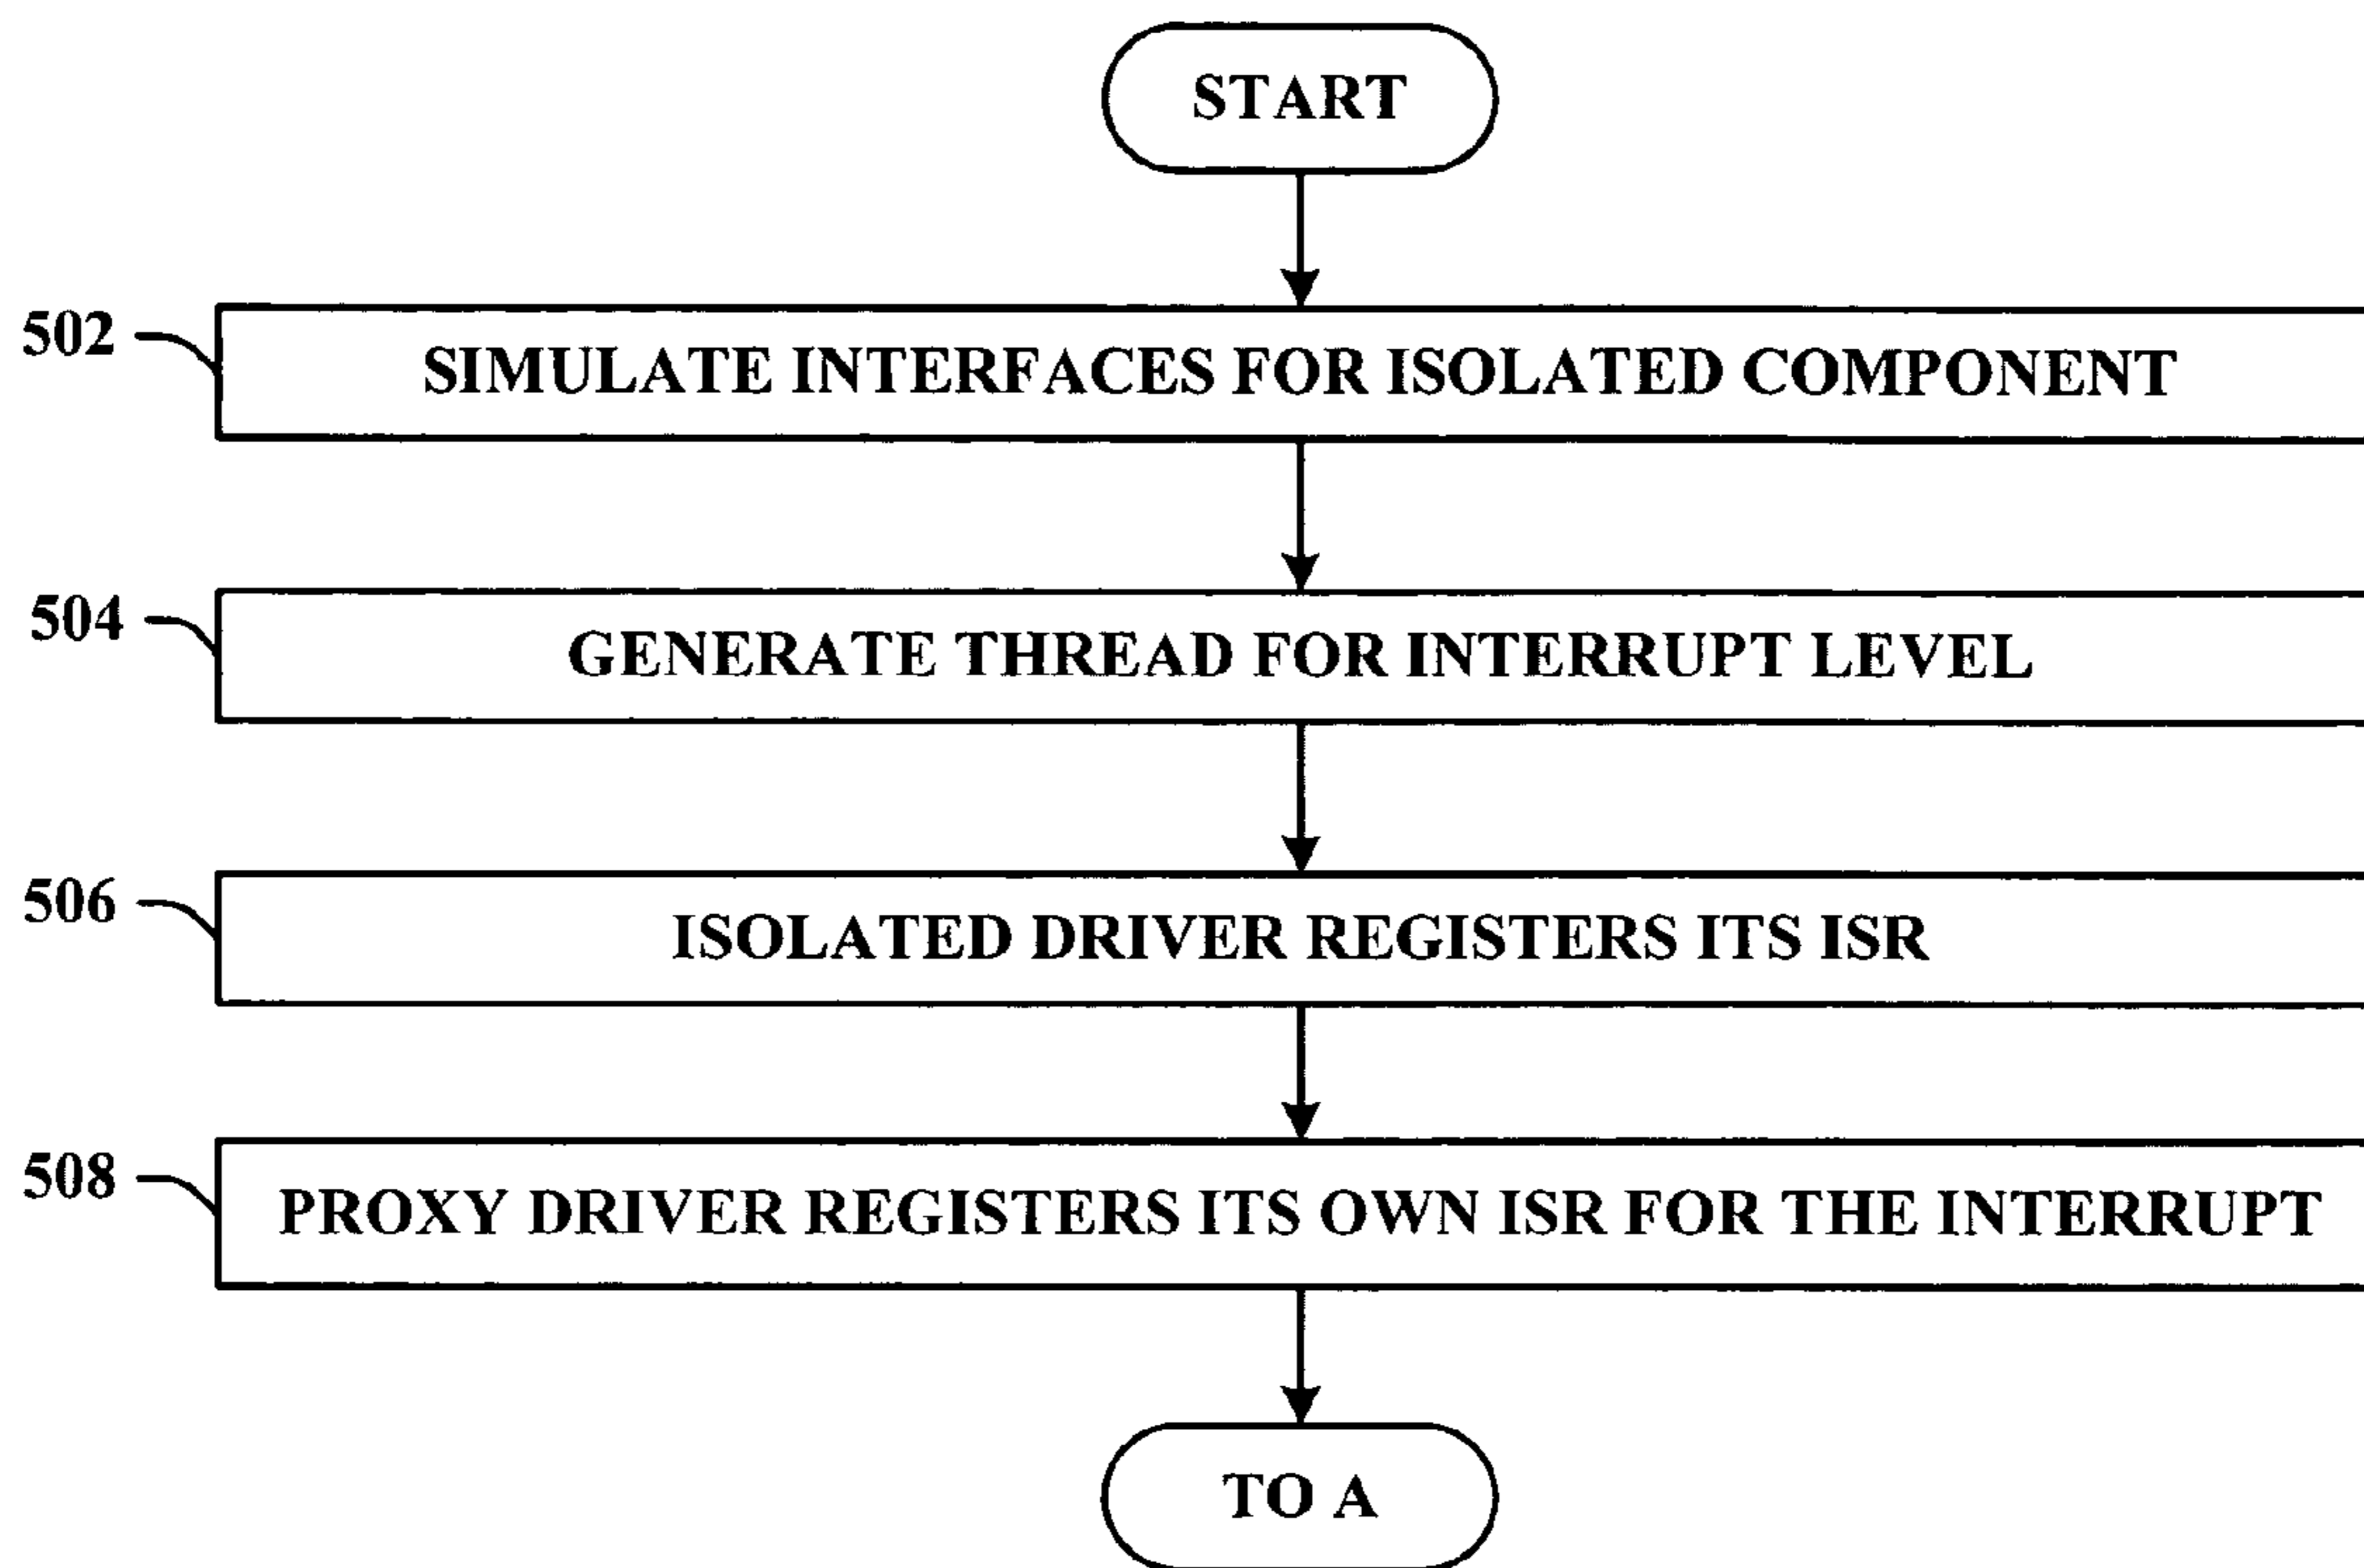 START
502
SIMULATE INTERFACES FOR ISOLATED COMPONENT
504
GENERATE THREAD FOR INTERRUPT LEVEL
506
ISOLATED DRIVER REGISTERS ITS ISR
508
PROXY DRIVER REGISTERS ITS OWN ISR FOR THE INTERRUPT
TO A